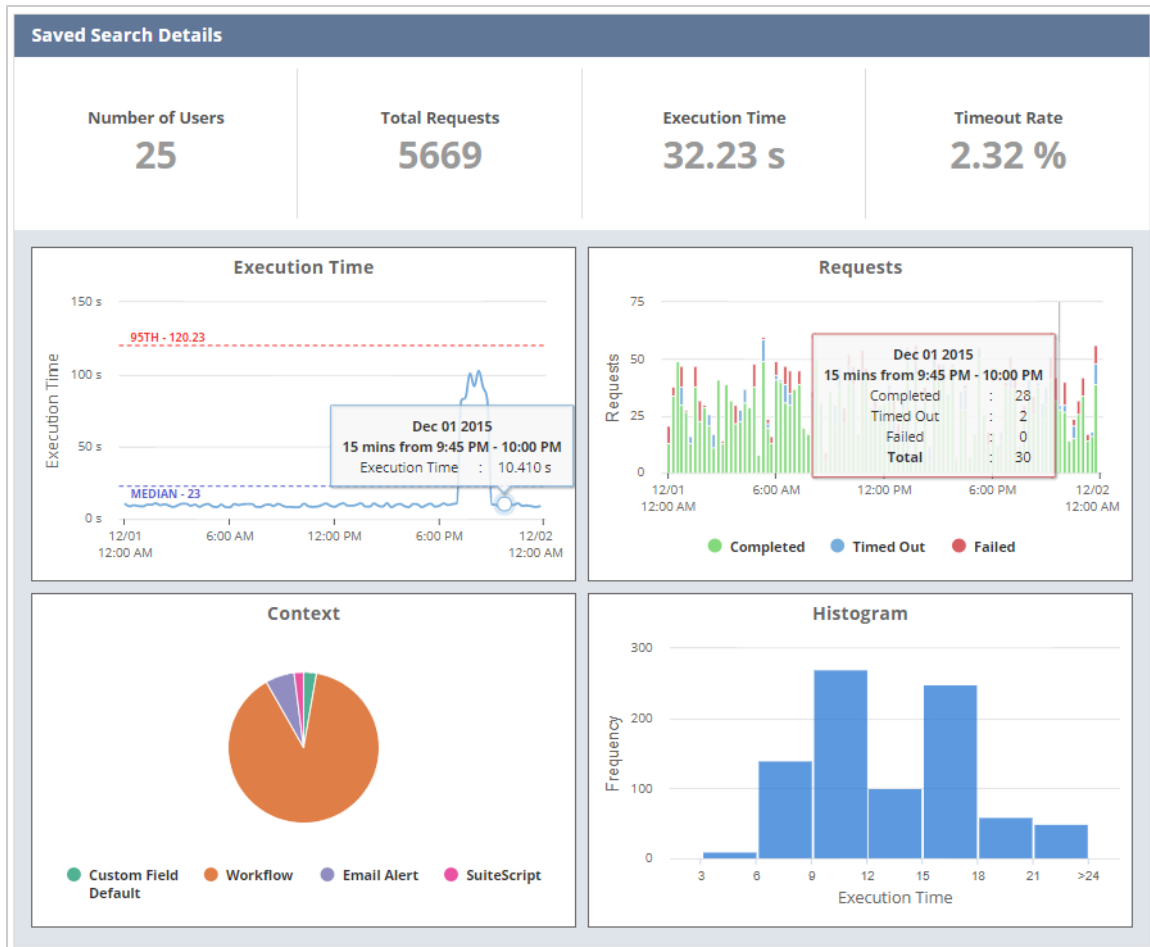 Saved Search Details
Number of Users
25
Total Requests
5669
Execution Time
32.23 s
Timeout Rate
2.32 %
Execution Time
150 s
100 s
50 s
0 s
Execution Time
95TH - 120.23
MEDIAN - 23
Dec 01 2015
15 mins from 9:45 PM - 10:00 PM
Execution Time : 10.410 s
12/01
12:00 AM
6:00 AM
12:00 PM
6:00 PM
12/02
12:00 AM
Requests
75
50
25
0
Requests
Dec 01 2015
15 mins from 9:45 PM - 10:00 PM
Completed : 28
Timed Out : 2
Failed : 0
Total : 30
12/01
12:00 AM
6:00 AM
12:00 PM
6:00 PM
12/02
12:00 AM
Completed
Timed Out
Failed
Context
Custom Field
Default
Workflow
Email Alert
SuiteScript
Histogram
300
200
100
0
Frequency
3 6 9 12 15 18 21 >24
Execution Time